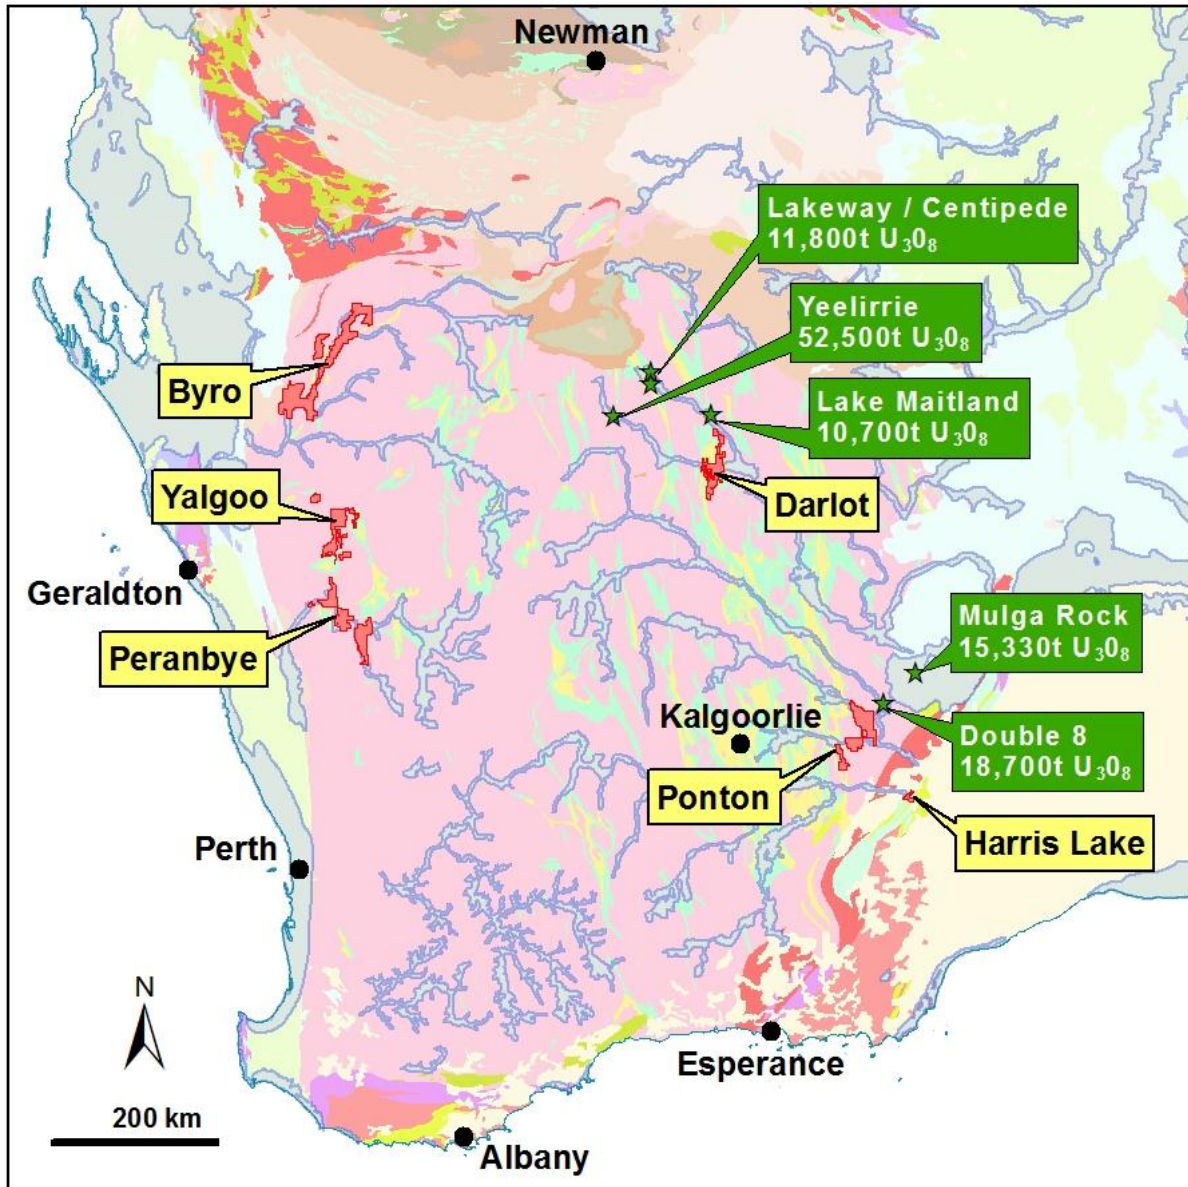 Newman
Lakeway / Centipede
11,800t U₃0₈
Yeelirrie
52,500t U₃0₈
Lake Maitland
10,700t U₃0₈
Byro
Yalgoo
Darlot
Geraldton
Peranbye
Mulga Rock
15,330t U₃0₈
Kalgoorlie
Double 8
18,700t U₃0₈
Ponton
Harris Lake
Perth
N
Esperance
200 km
Albany